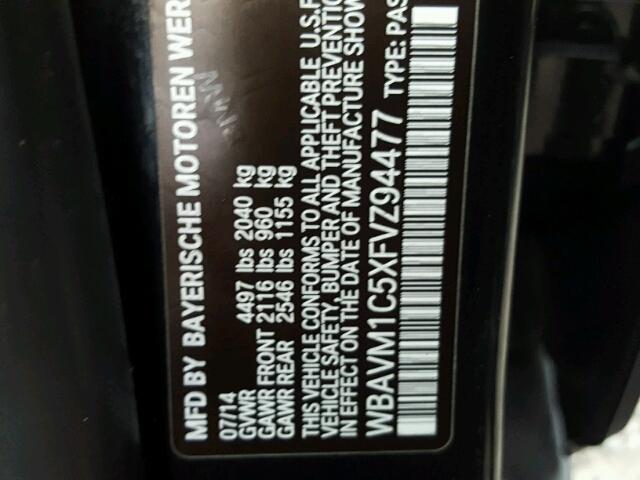 MFD BY BAYERISCHE MOTOREN WER
07/14
GVWR 4497 lbs 2040 kg
GAWR FRONT 2116 lbs 960 kg
GAWR REAR 2546 lbs 1155 kg
THIS VEHICLE CONFORMS TO ALL APPLICABLE U.S.F
VEHICLE SAFETY, BUMPER AND THEFT PREVENTION
IN EFFECT ON THE DATE OF MANUFACTURE SHOW
WBAVM1C5XFVZ94477 TYPE: PAS